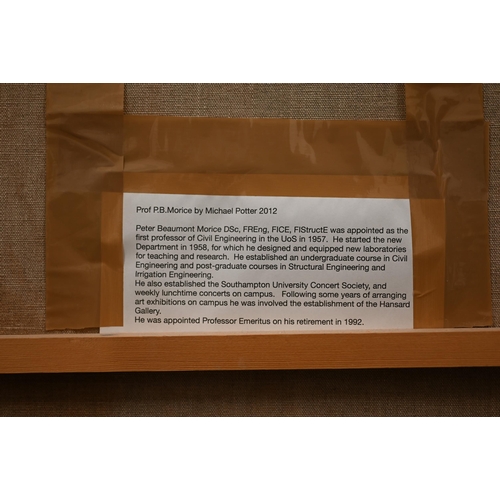 Prof P.B.Morice by Michael Potter 2012
Peter Beaumont Morice DSc, FREng, FICE, FIStructE was appointed as the
first professor of Civil Engineering in the UoS in 1957.  He started the new
Department in 1958, for which he designed and equipped new laboratories
for teaching and research.  He established an undergraduate course in Civil
Engineering and post-graduate courses in Structural Engineering and
Irrigation Engineering.
He also established the Southampton University Concert Society, and
weekly lunchtime concerts on campus.   Following some years of arranging
art exhibitions on campus he was involved the establishment of the Hansard
Gallery.
He was appointed Professor Emeritus on his retirement in 1992.